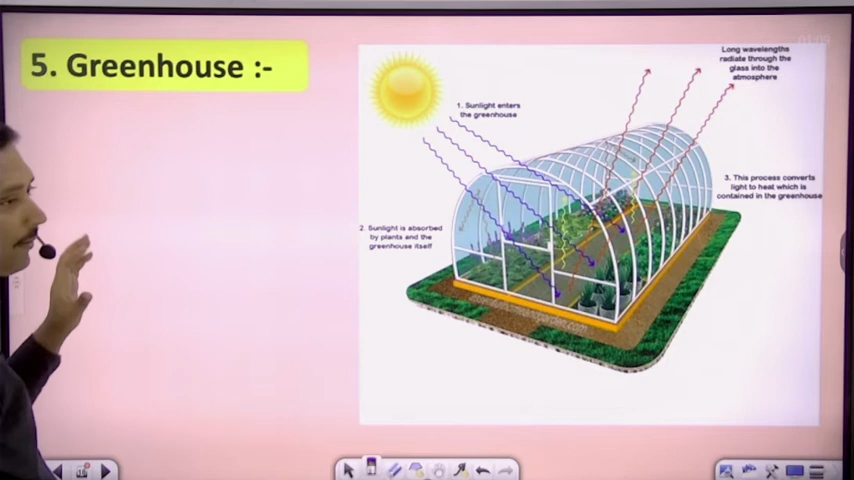 5. Greenhouse :-
Long wavelengths
radiate through the
glass into the
atmosphere
1. Sunlight enters
the greenhouse
3. This process converts
light to heat which is
contained in the greenhouse
2. Sunlight is absorbed
by plants and the
greenhouse itself